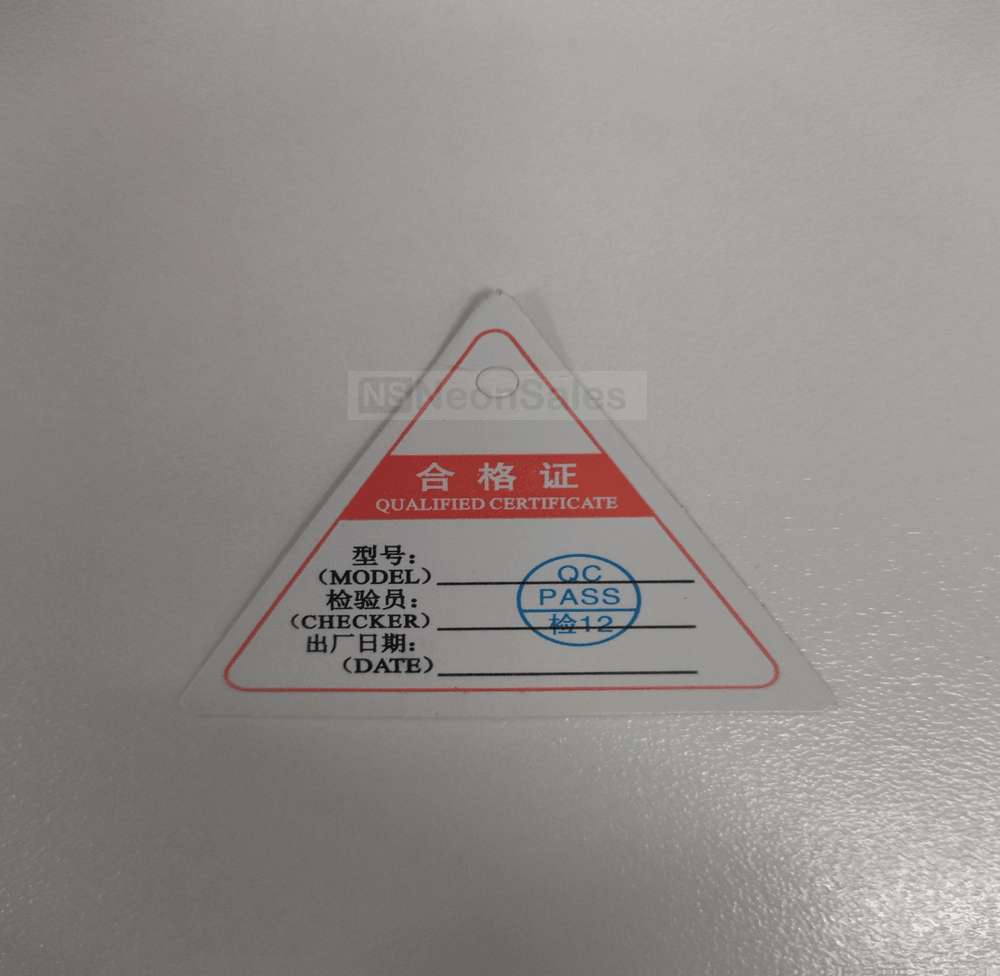 NS NeonSales
合格证
QUALIFIED CERTIFICATE
型号：
（MODEL）
检验员：
（CHECKER）
出厂日期：
（DATE）
QC
PASS
检12